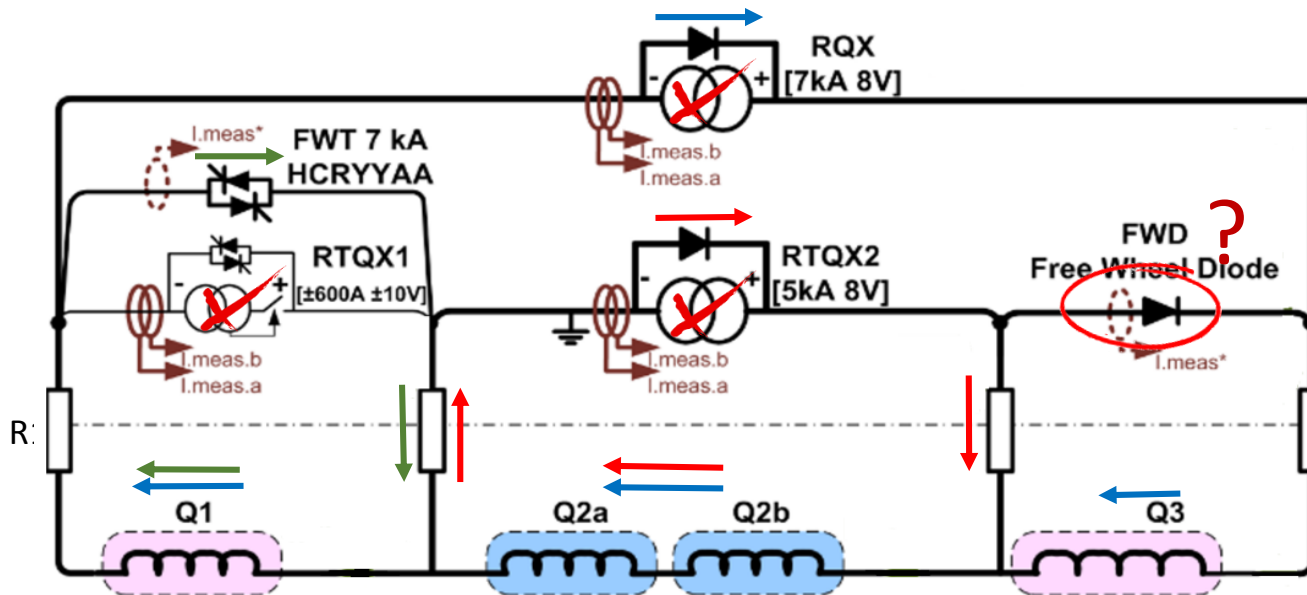 RQX
- +
[7kA 8V]
I.meas.b
I.meas.a
I.meas*
FWT 7 kA
HCRYYAA
RTQX1
- +
[±600A ±10V]
I.meas.b
I.meas.a
RTQX2
- +
[5kA 8V]
I.meas.b
I.meas.a
?
FWD
Free Wheel Diode
I.meas*
Q1
Q2a
Q2b
Q3